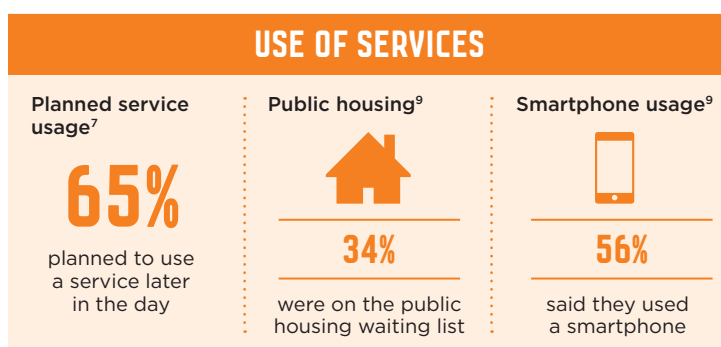 USE OF SERVICES
Planned service
usage7
65%
planned to use
a service later
in the day
Public housing9
34%
were on the public
housing waiting list
Smartphone usage9
56%
said they used
a smartphone